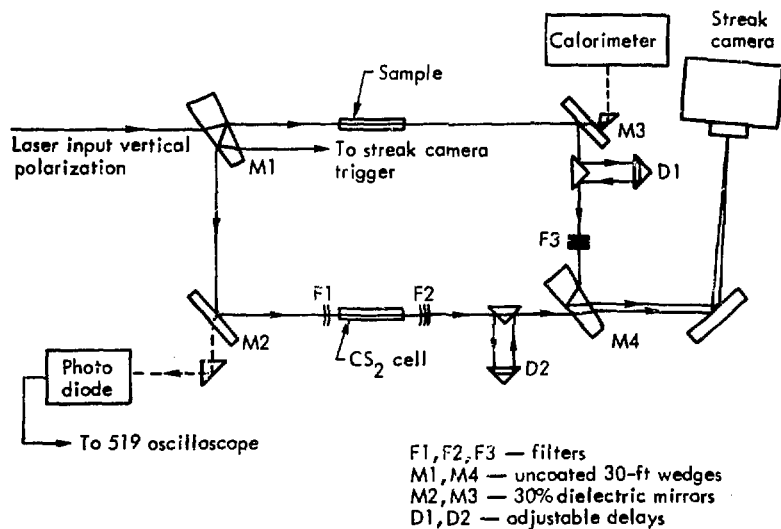 Streak
camera
Calorimeter
Sample
M3
Laser input vertical
polarization
M1
To streak camera
trigger
D1
F3
F1
F2
M2
CS2 cell
D2
M4
Photo
diode
To 519 oscilloscope
F1, F2, F3 — filters
M1, M4 — uncoated 30-ft wedges
M2, M3 — 30% dielectric mirrors
D1, D2 — adjustable delays